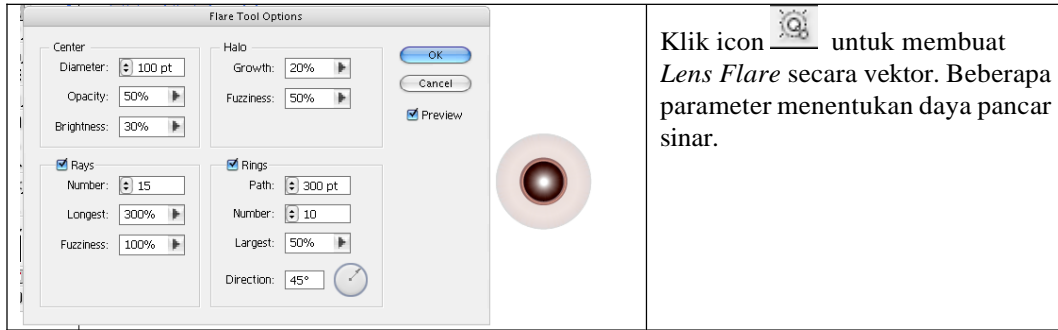 Flare Tool Options
Center
Diameter: 100 pt
Opacity: 50%
Brightness: 30%
Halo
Growth: 20%
Fuzziness: 50%
OK
Cancel
Preview
Rays
Number: 15
Longest: 300%
Fuzziness: 100%
Rings
Path: 300 pt
Number: 10
Largest: 50%
Direction: 45°
Klik icon untuk membuat
Lens Flare secara vektor. Beberapa
parameter menentukan daya pancar
sinar.